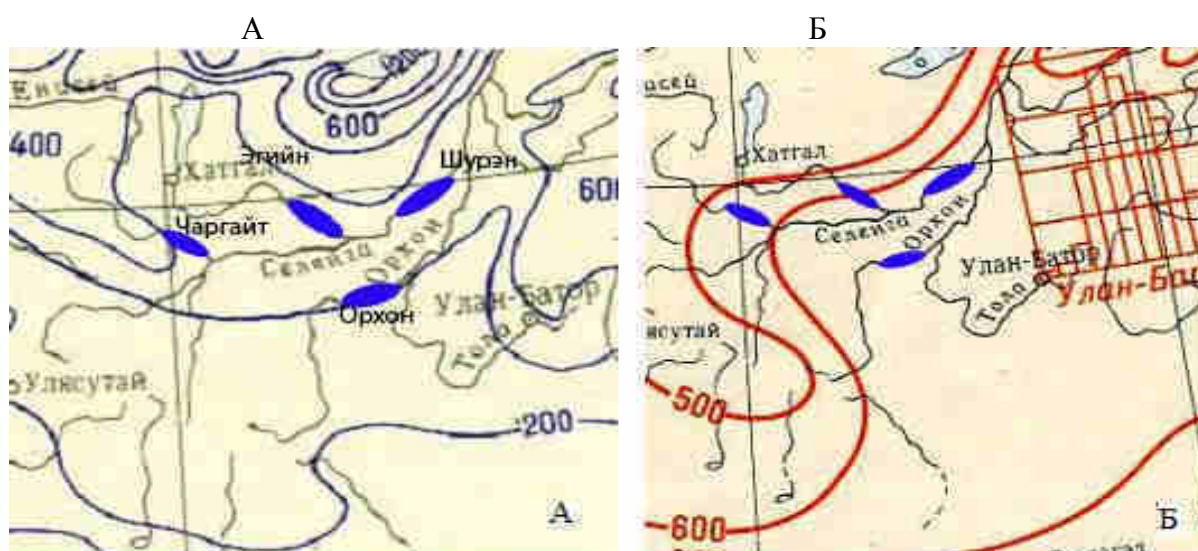 А
Б
Енисей
400
600
Хатгал
Эгийн
Шурэн
Чаргайт
Селенга
Орхон
Орхон
Улан-Батор
Тола
Улясутай
200
А
Хатгал
Селенга
Орхон
Улан-Батор
Тола
500
600
Б